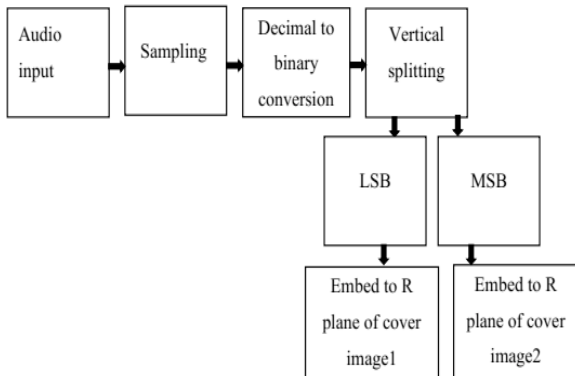 Audio
input
Sampling
Decimal to
binary
conversion
Vertical
splitting
LSB
MSB
Embed to R
plane of cover
image1
Embed to R
plane of cover
image2